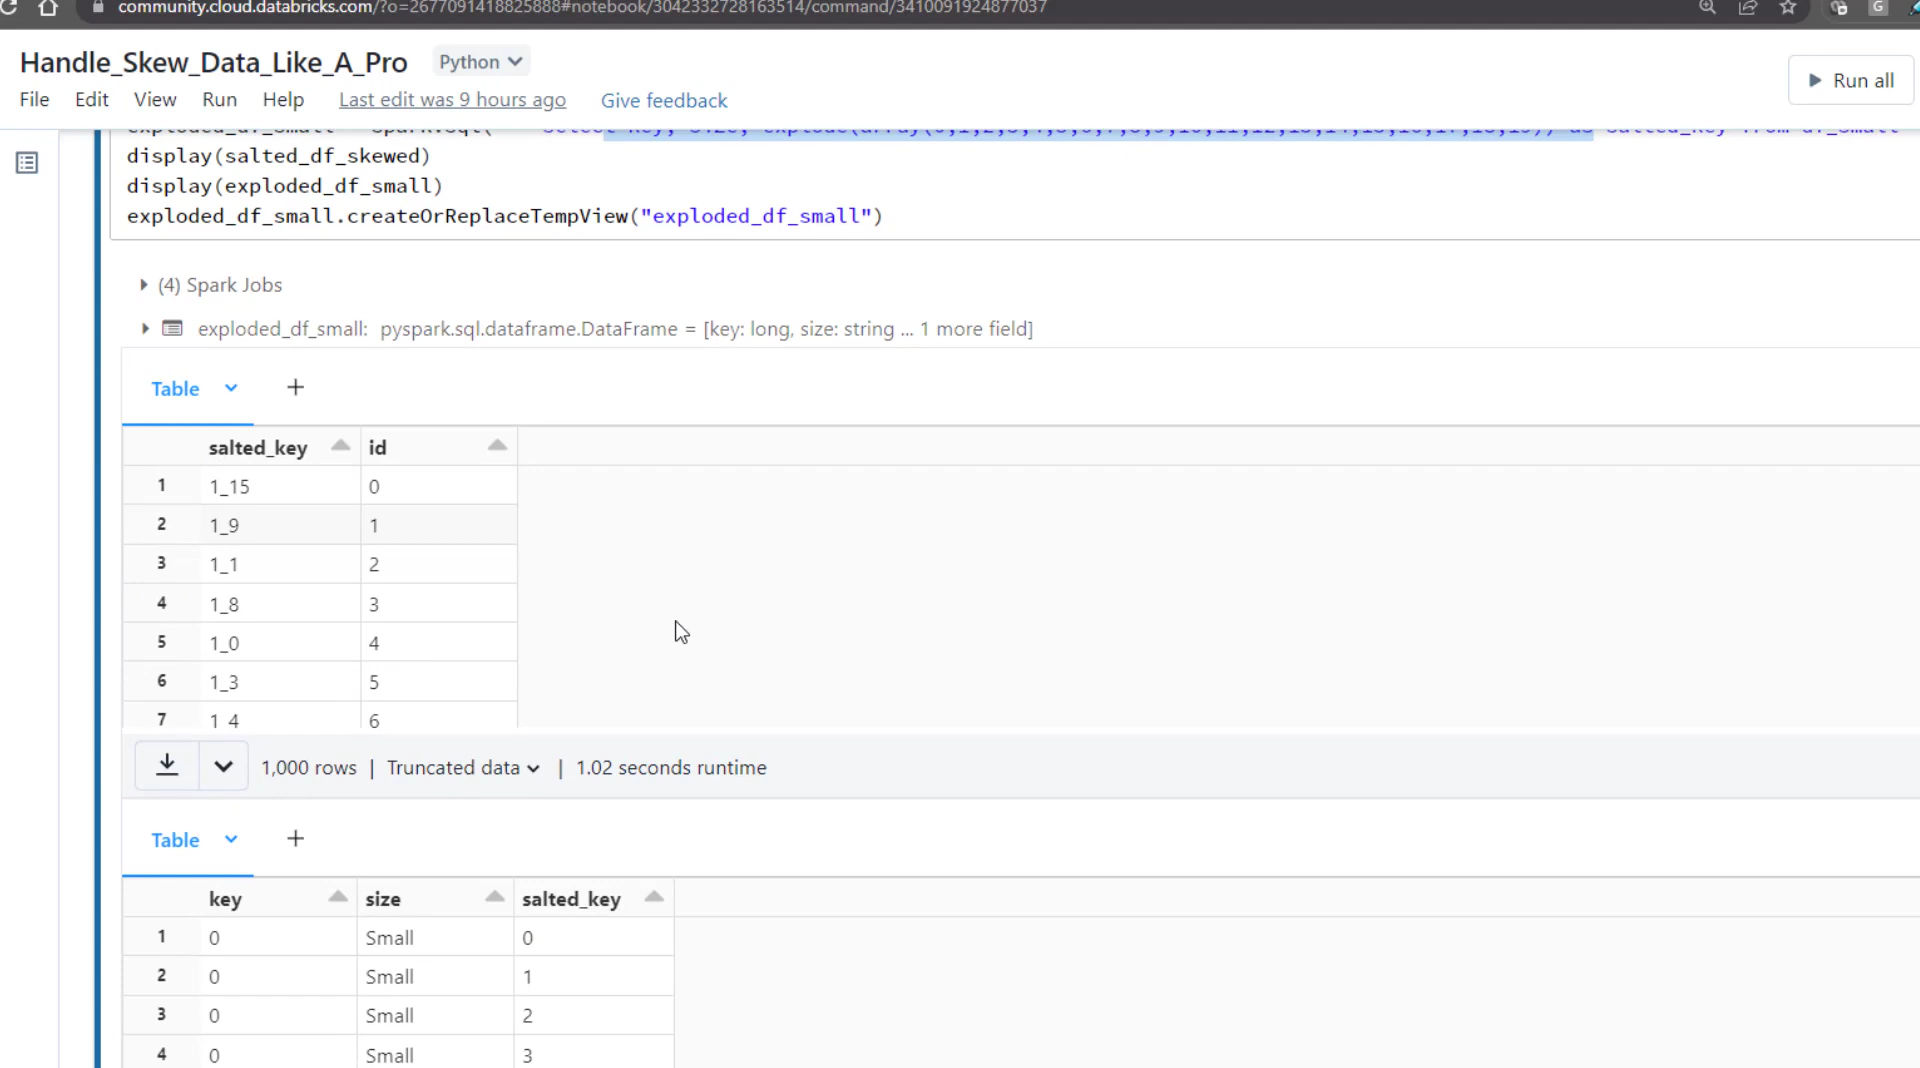 community.cloud.databricks.com/?o=2677091418825888#notebook/3042332728163514/command/3410091924877037
G
Handle_Skew_Data_Like_A_Pro
Python
Run all
File Edit View Run Help Last edit was 9 hours ago Give feedback
display(salted_df_skewed)
display(exploded_df_small)
exploded_df_small.createOrReplaceTempView("exploded_df_small")
(4) Spark Jobs
exploded_df_small: pyspark.sql.dataframe.DataFrame = [key: long, size: string ... 1 more field]
Table +
salted_key id
1 1_15 0
2 1_9 1
3 1_1 2
4 1_8 3
5 1_0 4
6 1_3 5
7 1_4 6
1,000 rows | Truncated data | 1.02 seconds runtime
Table +
key size salted_key
1 0 Small 0
2 0 Small 1
3 0 Small 2
4 0 Small 3